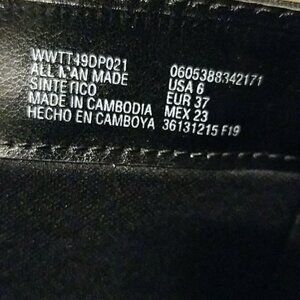 WWTT49DP021
ALL MAN MADE
SINTETICO
MADE IN CAMBODIA
HECHO EN CAMBOYA
0605388342171
USA 6
EUR 37
MEX 23
36131215 F19